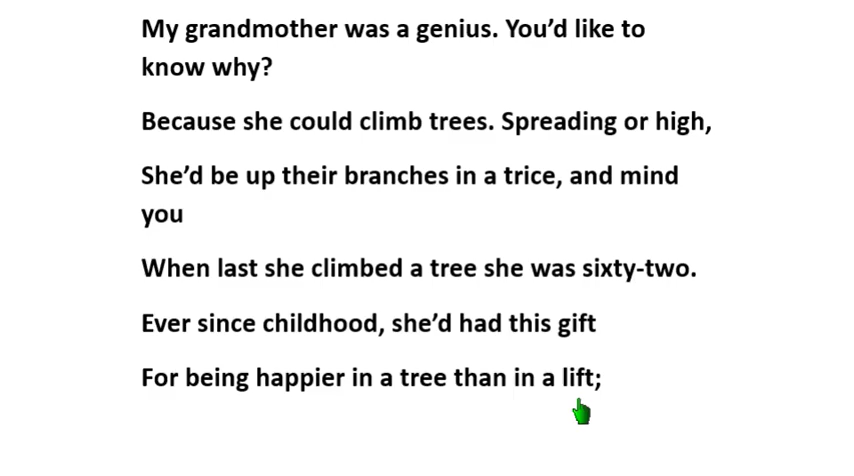 My grandmother was a genius. You’d like to
know why?
Because she could climb trees. Spreading or high,
She’d be up their branches in a trice, and mind
you
When last she climbed a tree she was sixty-two.
Ever since childhood, she’d had this gift
For being happier in a tree than in a lift;